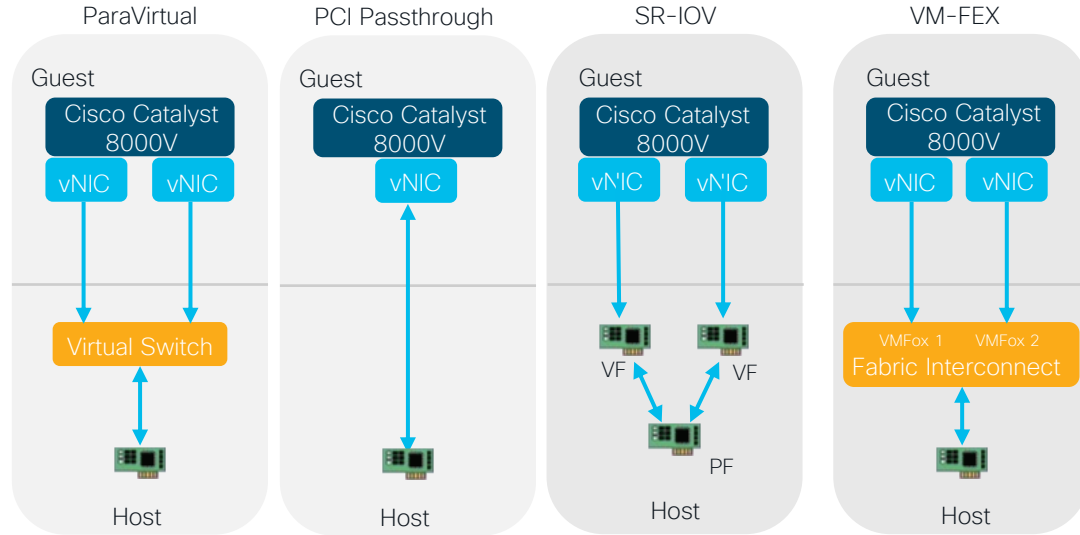 ParaVirtual
PCI Passthrough
SR-IOV
VM-FEX
Guest
Cisco Catalyst
8000V
vNIC
vNIC
Virtual Switch
Host
Guest
Cisco Catalyst
8000V
vNIC
Host
Guest
Cisco Catalyst
8000V
vNIC
vNIC
VF
VF
PF
Host
Guest
Cisco Catalyst
8000V
vNIC
vNIC
VMFox 1
VMFox 2
Fabric Interconnect
Host